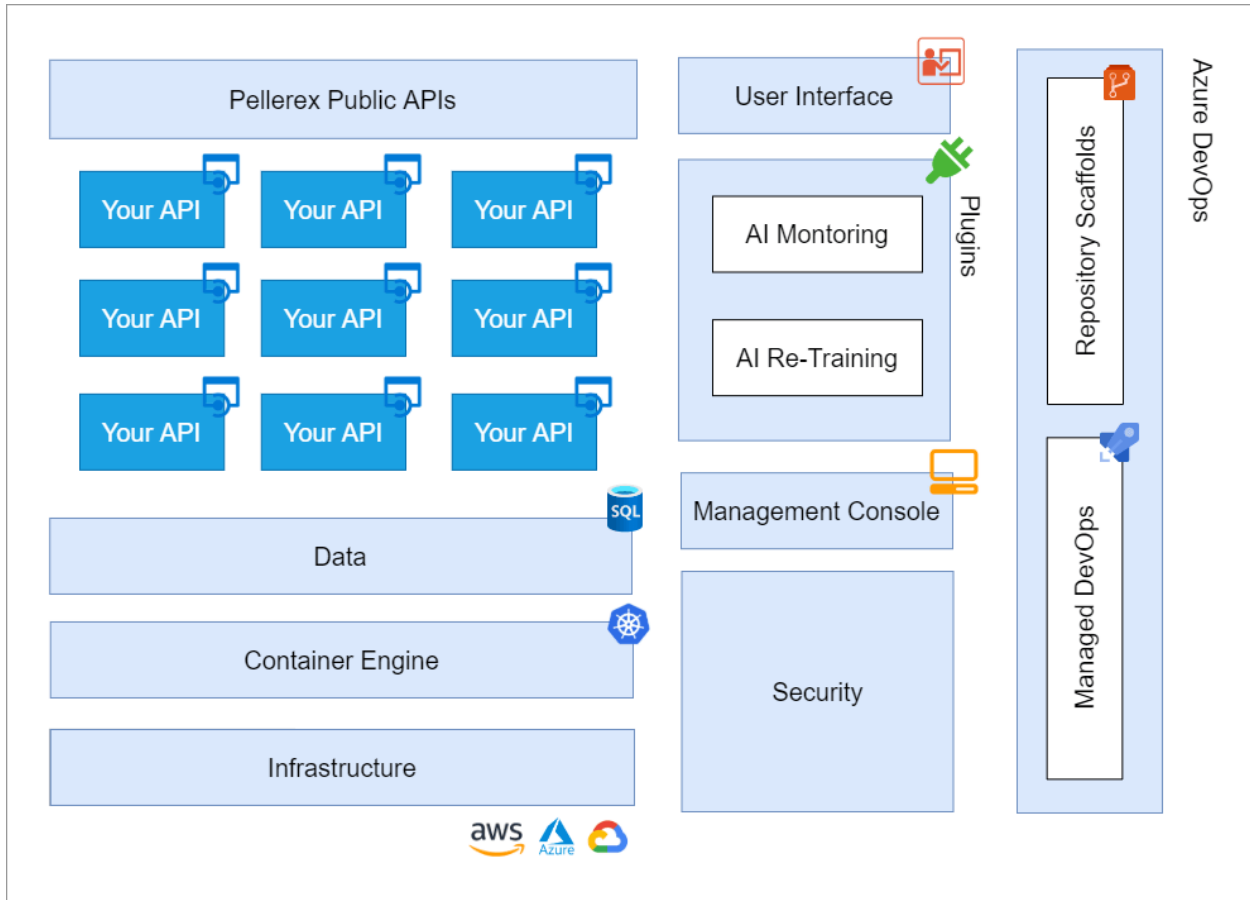 Pellerex Public APIs
Your API
Your API
Your API
Your API
Your API
Your API
Your API
Your API
Your API
SQL
Data
Container Engine
Infrastructure
aws
Azure
User Interface
Plugins
AI Montoring
AI Re-Training
Management Console
Security
Azure DevOps
Repository Scaffolds
Managed DevOps